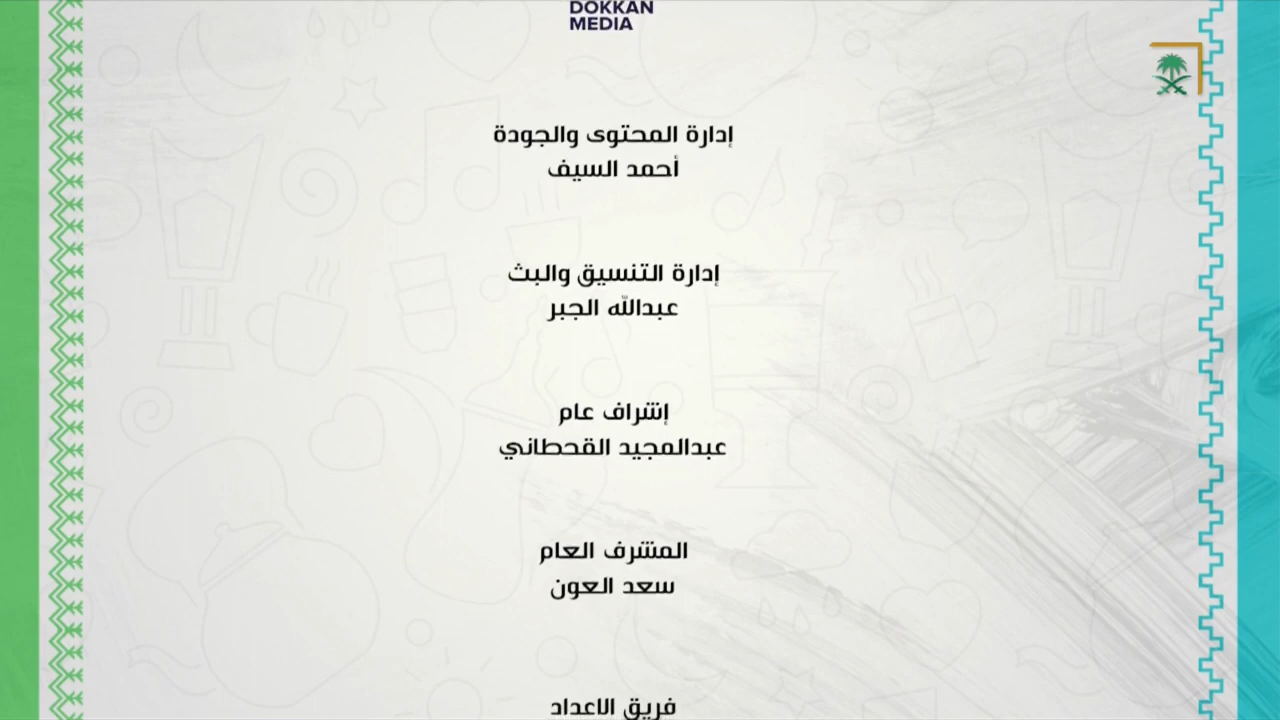 DOKKAN
MEDIA
إدارة المحتوى والجودة
أحمد السيف
إدارة التنسيق والبث
عبدالله الجبر
إشراف عام
عبدالمجيد القحطاني
المشرف العام
سعد العون
فريق الاعداد